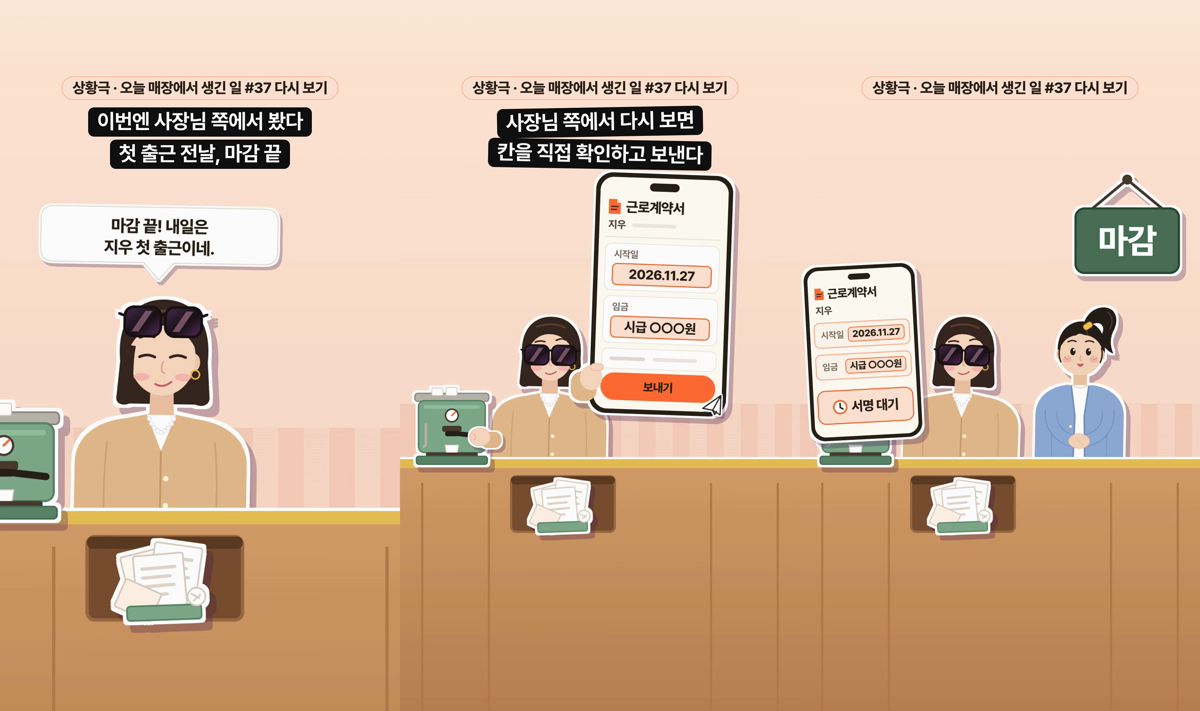 상황극 · 오늘 매장에서 생긴 일 #37 다시 보기
이번엔 사장님 쪽에서 봤다
첫 출근 전날, 마감 끝
마감 끝! 내일은
지우 첫 출근이네.
상황극 · 오늘 매장에서 생긴 일 #37 다시 보기
사장님 쪽에서 다시 보면
칸을 직접 확인하고 보낸다
근로계약서
지우
시작일
2026.11.27
임금
시급 ○○○원
보내기
상황극 · 오늘 매장에서 생긴 일 #37 다시 보기
마감
근로계약서
지우
시작일 2026.11.27
임금 시급 ○○○원
서명 대기